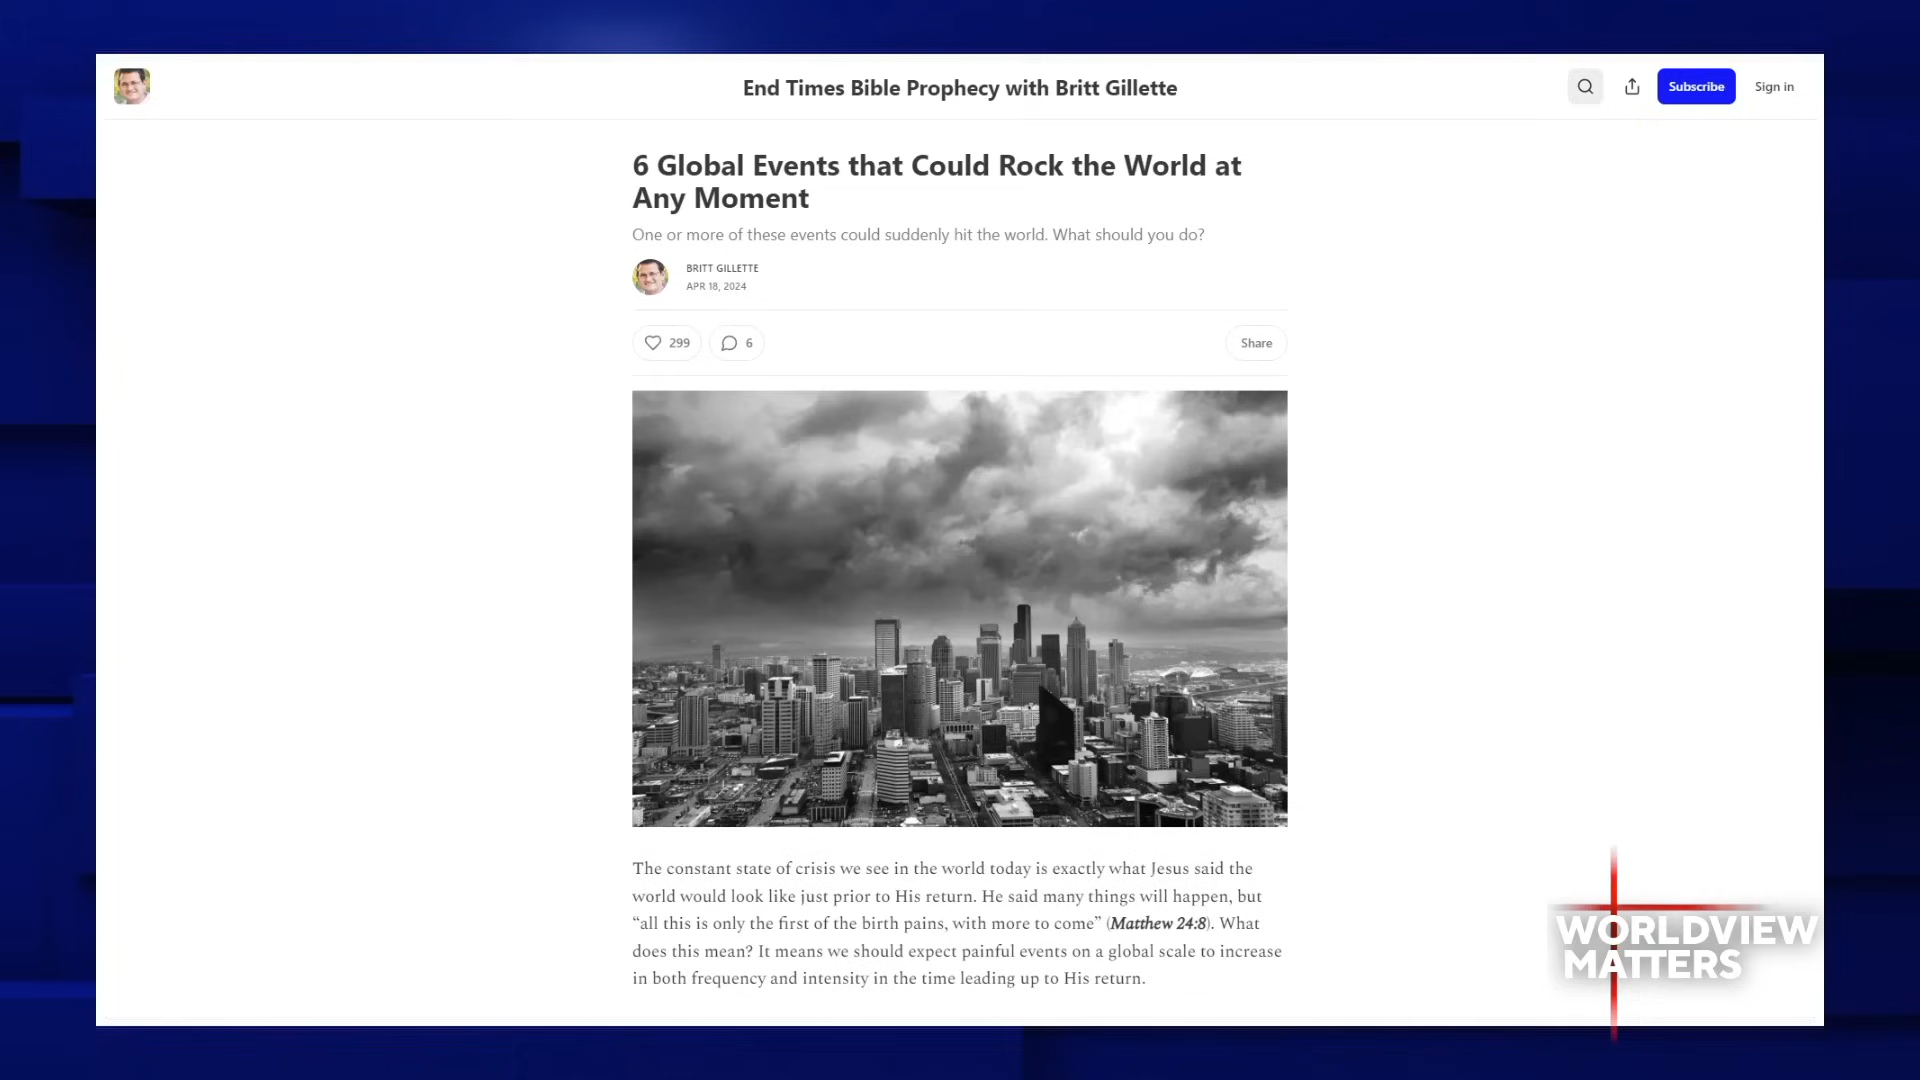 End Times Bible Prophecy with Britt Gillette
Subscribe
Sign in
6 Global Events that Could Rock the World at
Any Moment
One or more of these events could suddenly hit the world. What should you do?
BRITT GILLETTE
APR 18, 2024
299
6
Share
The constant state of crisis we see in the world today is exactly what Jesus said the
world would look like just prior to His return. He said many things will happen, but
“all this is only the first of the birth pains, with more to come” (Matthew 24:8). What
does this mean? It means we should expect painful events on a global scale to increase
in both frequency and intensity in the time leading up to His return.
WORLDVIEW
MATTERS